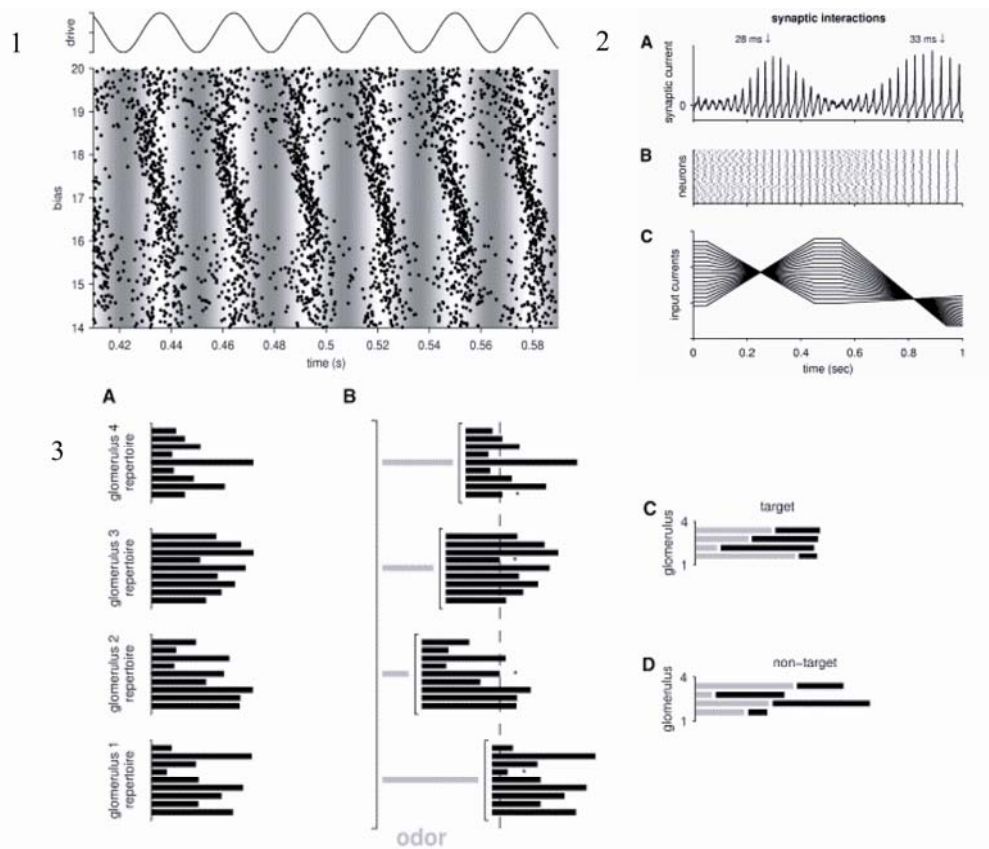 1
drive
bias
20
19
18
17
16
15
14
0.42 0.44 0.46 0.48 0.5 0.52 0.54 0.56 0.58
time (s)
2
synaptic interactions
A
28 ms ↓ 33 ms ↓
synaptic current
0
B
neurons
C
input currents
0 0.2 0.4 0.6 0.8 1
time (sec)
3
A
glomerulus 4
repertoire
glomerulus 3
repertoire
glomerulus 2
repertoire
glomerulus 1
repertoire
B
*
*
*
*
odor
C
target
glomerulus
4
1
D
non-target
glomerulus
4
1